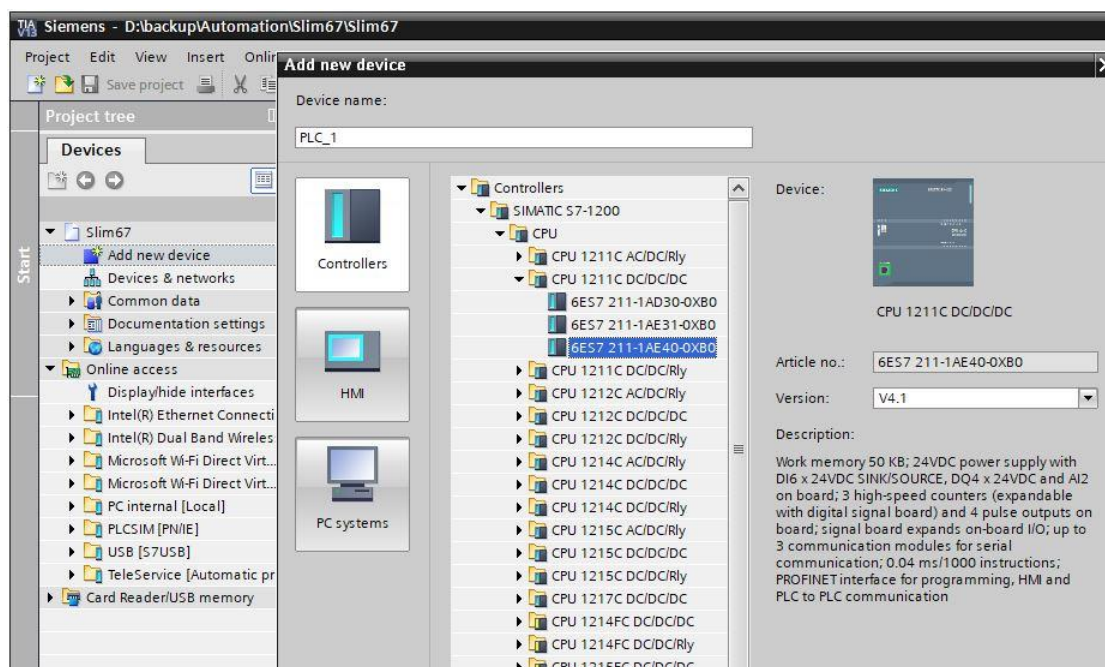 TIA V13 Siemens - D:\backup\Automation\Slim67\Slim67
Project Edit View Insert
Save project
Add new device
Device name:
PLC_1
Project tree
Devices
Start
Slim67
Add new device
Devices & networks
Common data
Documentation settings
Languages & resources
Online access
Display/hide interfaces
Intel(R) Ethernet Connecti
Intel(R) Dual Band Wireles
Microsoft Wi-Fi Direct Virt...
Microsoft Wi-Fi Direct Virt...
PC internal [Local]
PLCSIM [PN/IE]
USB [S7USB]
TeleService [Automatic pr
Card Reader/USB memory
Controllers
HMI
PC systems
Controllers
SIMATIC S7-1200
CPU
CPU 1211C AC/DC/Rly
CPU 1211C DC/DC/DC
6ES7 211-1AD30-0XB0
6ES7 211-1AE31-0XB0
6ES7 211-1AE40-0XB0
CPU 1211C DC/DC/Rly
CPU 1212C AC/DC/Rly
CPU 1212C DC/DC/DC
CPU 1212C DC/DC/Rly
CPU 1214C AC/DC/Rly
CPU 1214C DC/DC/DC
CPU 1214C DC/DC/Rly
CPU 1215C AC/DC/Rly
CPU 1215C DC/DC/DC
CPU 1215C DC/DC/Rly
CPU 1217C DC/DC/DC
CPU 1214FC DC/DC/DC
CPU 1214FC DC/DC/Rly
CPU 1215FC DC/DC/DC
Device:
CPU 1211C DC/DC/DC
Article no.: 6ES7 211-1AE40-0XB0
Version: V4.1
Description:
Work memory 50 KB; 24VDC power supply with
DI6 x 24VDC SINK/SOURCE, DQ4 x 24VDC and AI2
on board; 3 high-speed counters (expandable
with digital signal board) and 4 pulse outputs on
board; signal board expands on-board I/O; up to
3 communication modules for serial
communication; 0.04 ms/1000 instructions;
PROFINET interface for programming, HMI and
PLC to PLC communication